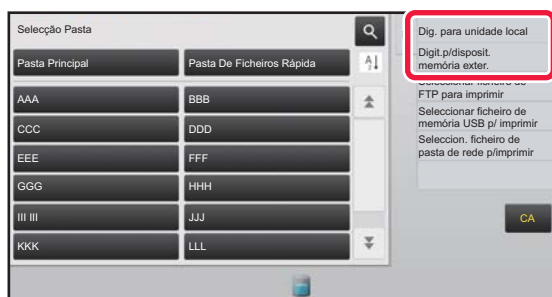 Selecção Pasta
Pasta Principal
Pasta De Ficheiros Rápida
AAA
BBB
CCC
DDD
EEE
FFF
GGG
HHH
III III
JJJ
KKK
LLL
Dig. para unidade local
Digit.p/disposit.
memória exter.
Seleccionar ficheiro de
FTP para imprimir
Seleccionar ficheiro de
memória USB p/ imprimir
Seleccion. ficheiro de
pasta de rede p/imprimir
CA